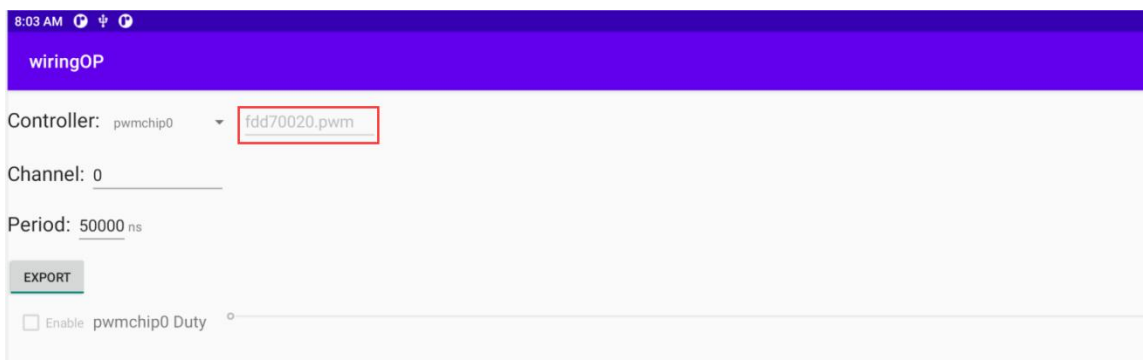 8:03 AM
wiringOP
Controller: pwmchip0 fdd70020.pwm
Channel: 0
Period: 50000 ns
EXPORT
Enable pwmchip0 Duty